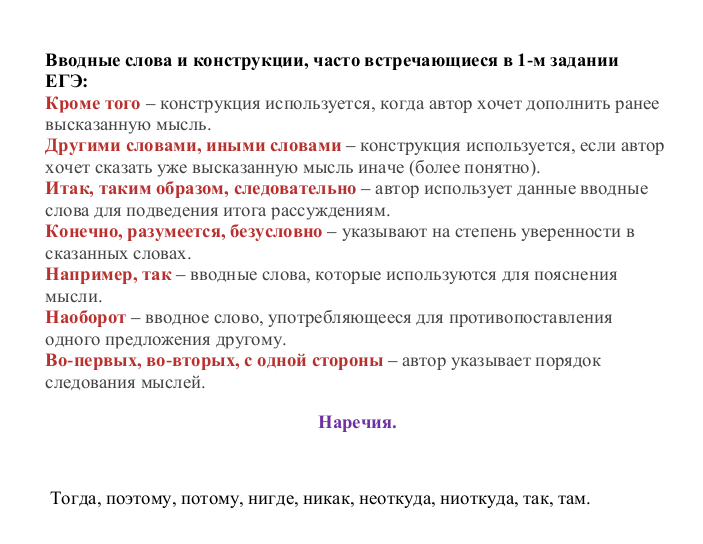 Вводные слова и конструкции, часто встречающиеся в 1-м задании
ЕГЭ:
Кроме того – конструкция используется, когда автор хочет дополнить ранее
высказанную мысль.
Другими словами, иными словами – конструкция используется, если автор
хочет сказать уже высказанную мысль иначе (более понятно).
Итак, таким образом, следовательно – автор использует данные вводные
слова для подведения итога рассуждениям.
Конечно, разумеется, безусловно – указывают на степень уверенности в
сказанных словах.
Например, так – вводные слова, которые используются для пояснения
мысли.
Наоборот – вводное слово, употребляющееся для противопоставления
одного предложения другому.
Во-первых, во-вторых, с одной стороны – автор указывает порядок
следования мыслей.
Наречия.
Тогда, поэтому, потому, нигде, никак, неоткуда, ниоткуда, так, там.